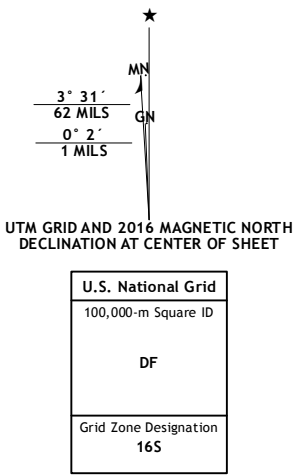 ★
MN
3° 31´
62 MILS
GN
0° 2´
1 MILS
UTM GRID AND 2016 MAGNETIC NORTH
DECLINATION AT CENTER OF SHEET
U.S. National Grid
100,000-m Square ID
DF
Grid Zone Designation
16S